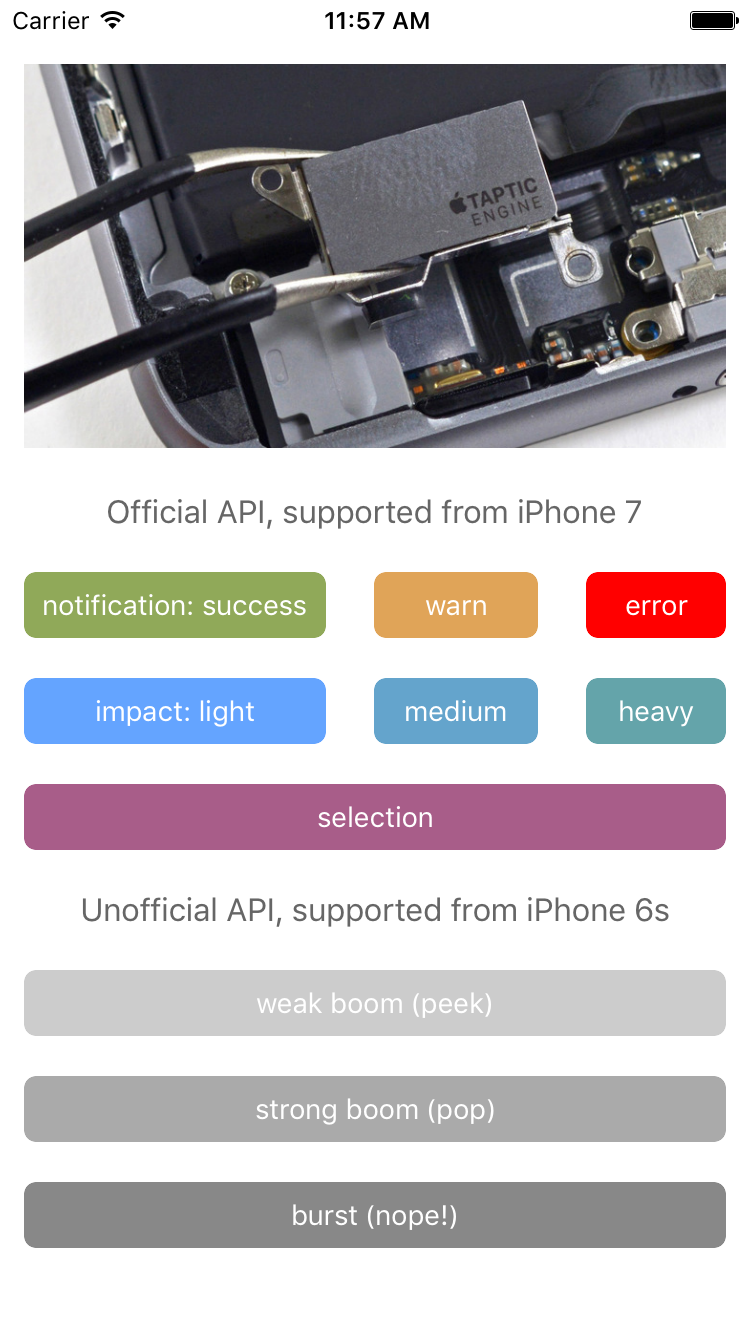 Carrier 11:57 AM
TAPTIC
ENGINE
Official API, supported from iPhone 7
notification: success warn error
impact: light medium heavy
selection
Unofficial API, supported from iPhone 6s
weak boom (peek)
strong boom (pop)
burst (nope!)